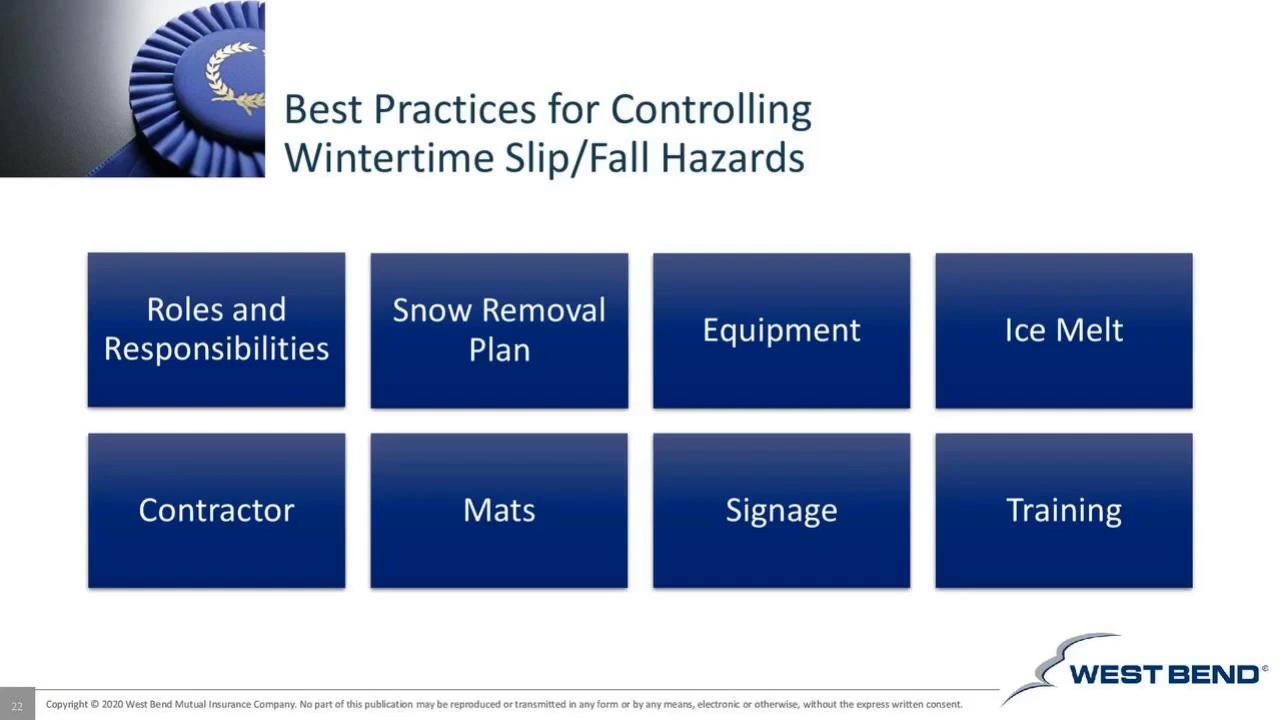 Best Practices for Controlling
Wintertime Slip/Fall Hazards
Roles and
Responsibilities
Snow Removal
Plan
Equipment
Ice Melt
Contractor
Mats
Signage
Training
WEST BEND®
22
Copyright © 2020 West Bend Mutual Insurance Company. No part of this publication may be reproduced or transmitted in any form or by any means, electronic or otherwise, without the express written consent.